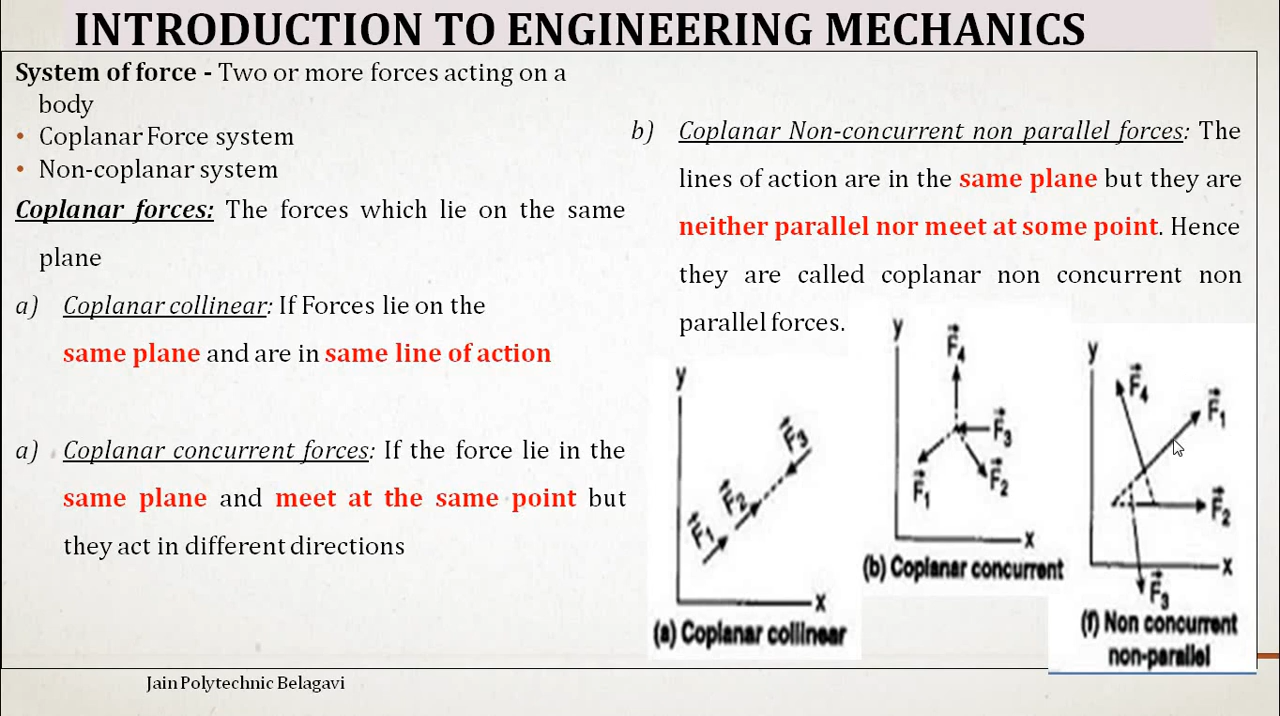 INTRODUCTION TO ENGINEERING MECHANICS
System of force - Two or more forces acting on a
body
• Coplanar Force system
• Non-coplanar system
Coplanar forces: The forces which lie on the same
plane
a) Coplanar collinear: If Forces lie on the
same plane and are in same line of action
a) Coplanar concurrent forces: If the force lie in the
same plane and meet at the same point but
they act in different directions
b) Coplanar Non-concurrent non parallel forces: The
lines of action are in the same plane but they are
neither parallel nor meet at some point. Hence
they are called coplanar non concurrent non
parallel forces.
y
F₃
F₂
F₁
x
(a) Coplanar collinear
y
F₄
F₃
F₂
F₁
x
(b) Coplanar concurrent
y
F₄
F₁
F₂
x
F₃
(f) Non concurrent
non-parallel
Jain Polytechnic Belagavi